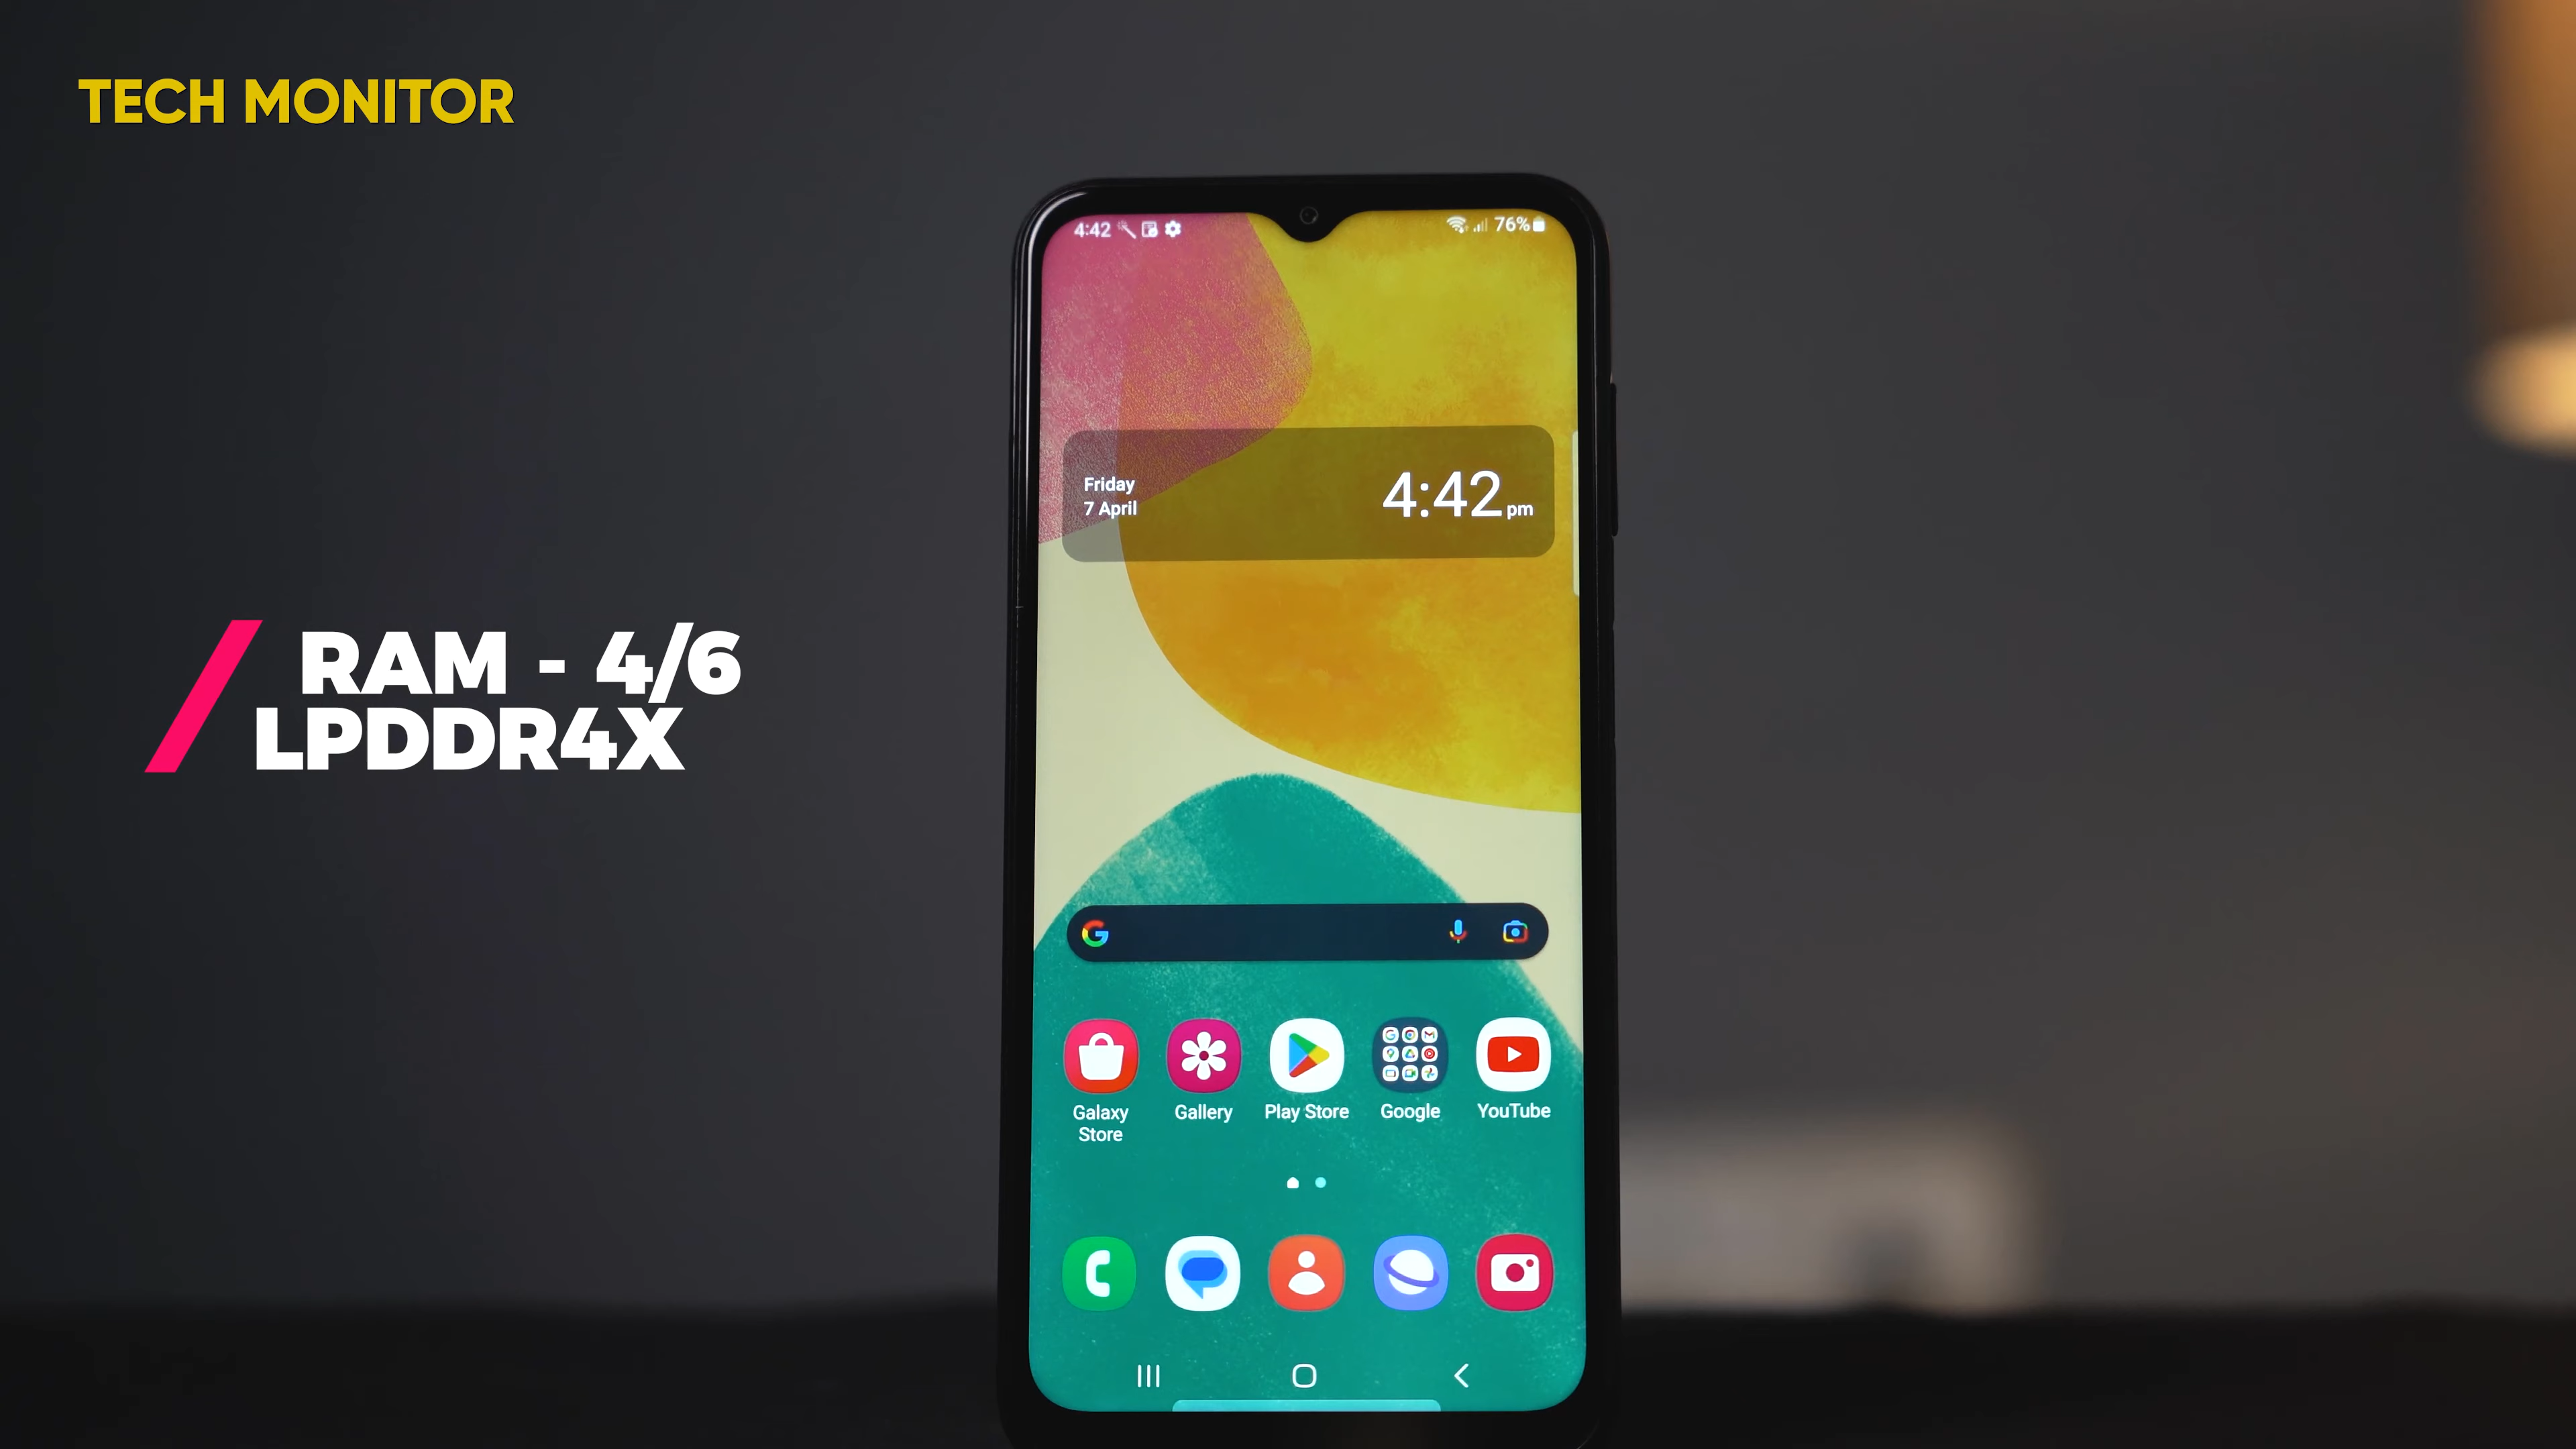 TECH MONITOR
RAM - 4/6
LPDDR4X
4:42
76%
Friday
7 April
4:42 pm
Galaxy
Store
Gallery
Play Store
Google
YouTube